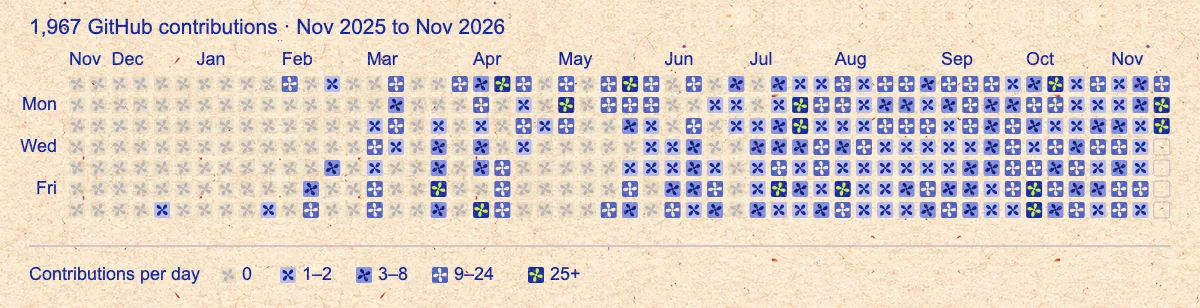 1,967 GitHub contributions · Nov 2025 to Nov 2026
Nov Dec Jan Feb Mar Apr May Jun Jul Aug Sep Oct Nov
Mon
Wed
Fri
Contributions per day 0 1–2 3–8 9–24 25+